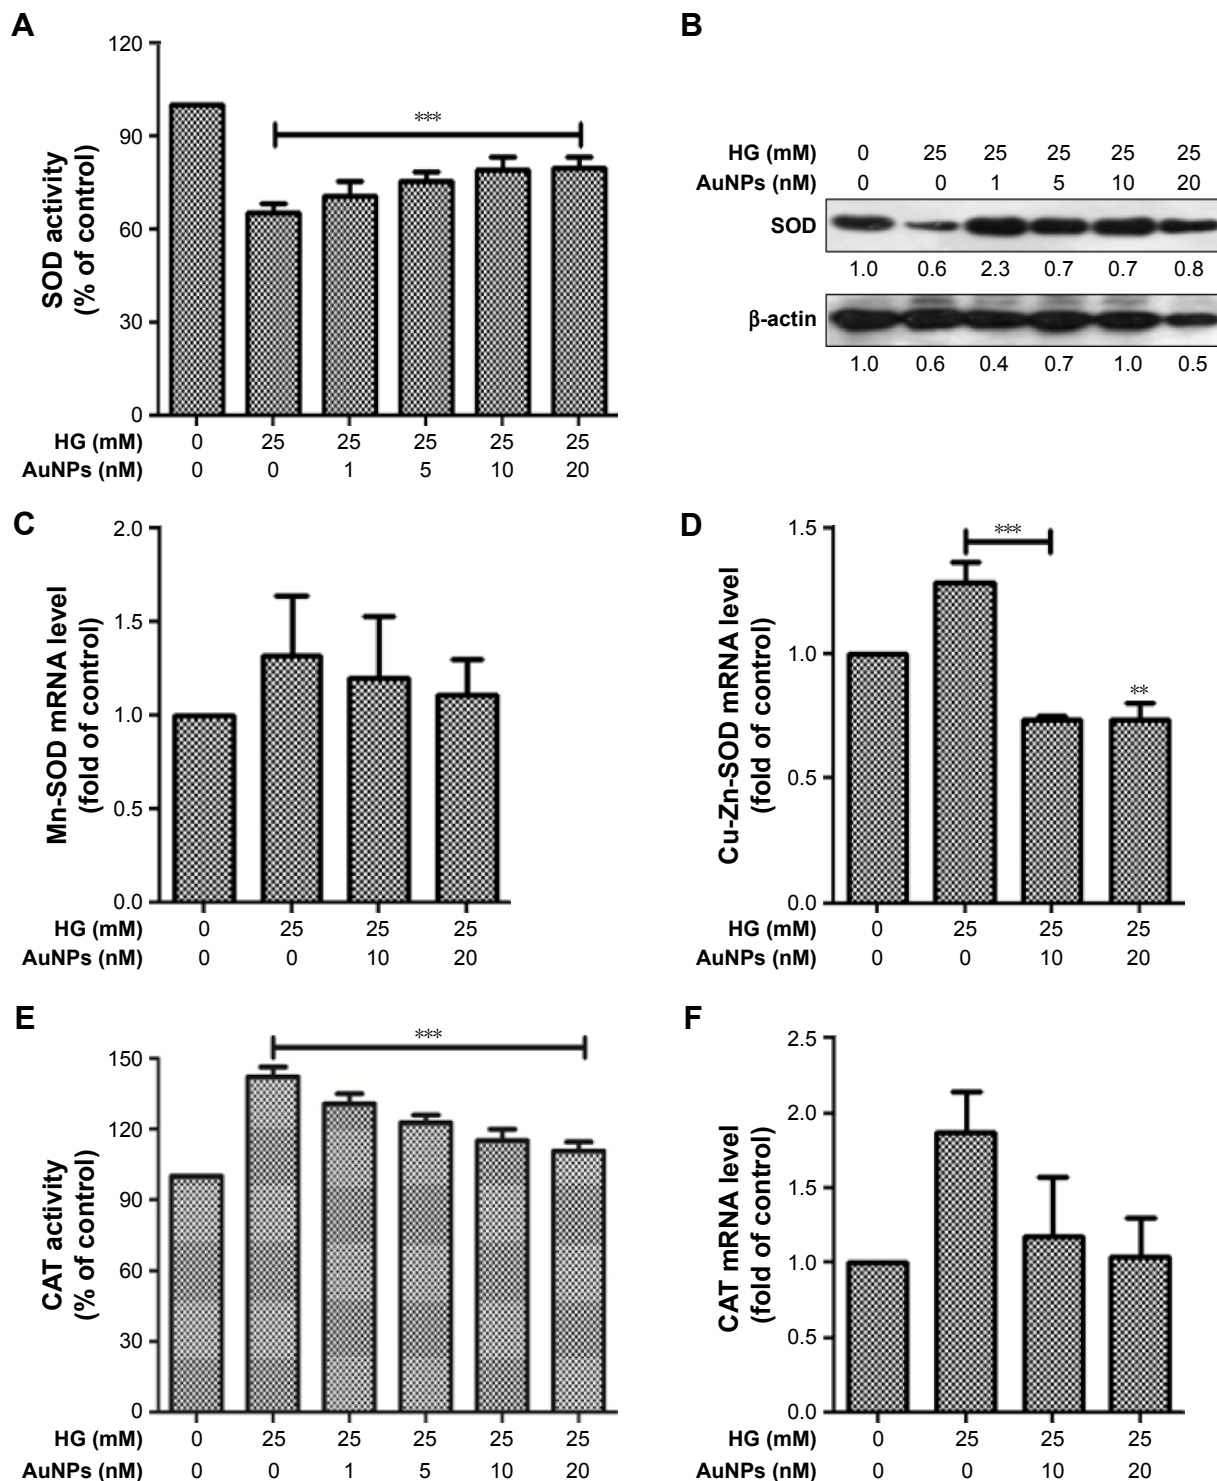 A
SOD activity
(% of control)
120
90
60
30
0
***
HG (mM) 0 25 25 25 25 25
AuNPs (nM) 0 0 1 5 10 20
B
HG (mM) 0 25 25 25 25 25
AuNPs (nM) 0 0 1 5 10 20
SOD
1.0 0.6 2.3 0.7 0.7 0.8
β-actin
1.0 0.6 0.4 0.7 1.0 0.5
C
Mn-SOD mRNA level
(fold of control)
2.0
1.5
1.0
0.5
0.0
HG (mM) 0 25 25 25
AuNPs (nM) 0 0 10 20
D
Cu-Zn-SOD mRNA level
(fold of control)
1.5
1.0
0.5
0.0
***
**
HG (mM) 0 25 25 25
AuNPs (nM) 0 0 10 20
E
CAT activity
(% of control)
150
120
90
60
30
0
***
HG (mM) 0 25 25 25 25 25
AuNPs (nM) 0 0 1 5 10 20
F
CAT mRNA level
(fold of control)
2.5
2.0
1.5
1.0
0.5
0.0
HG (mM) 0 25 25 25
AuNPs (nM) 0 0 10 20